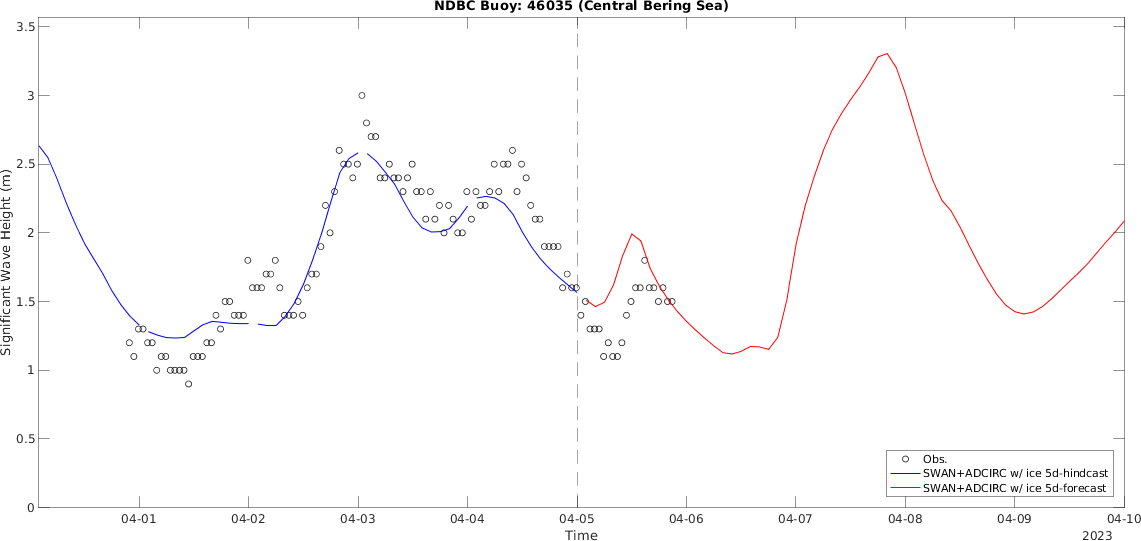 NDBC Buoy: 46035 (Central Bering Sea)
Significant Wave Height (m)
3.5
3
2.5
2
1.5
1
0.5
0
Obs.
SWAN+ADCIRC w/ ice 5d-hindcast
SWAN+ADCIRC w/ ice 5d-forecast
04-01 04-02 04-03 04-04 04-05 04-06 04-07 04-08 04-09 04-10
Time
2023